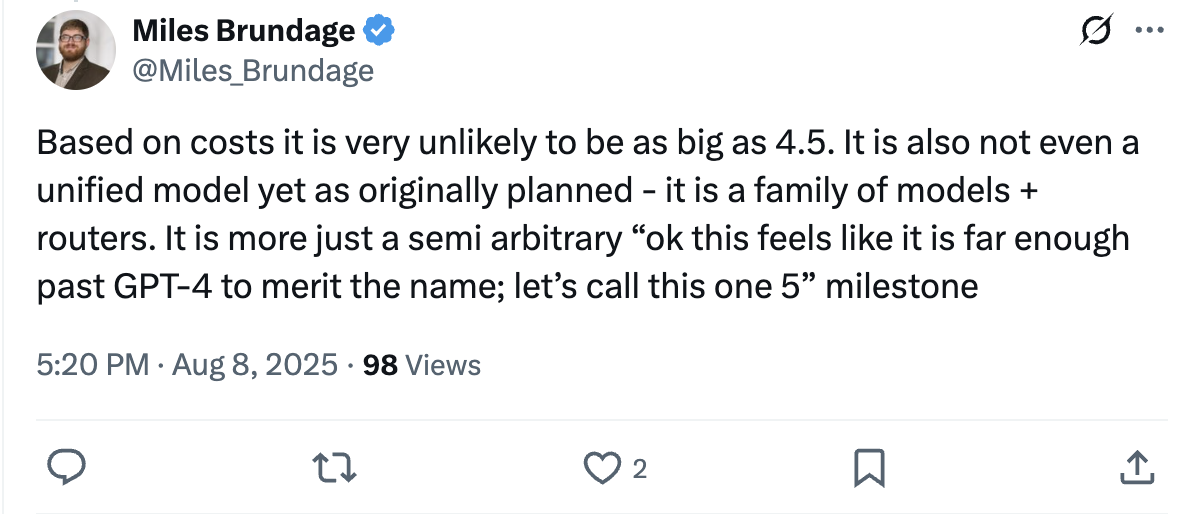 Miles Brundage
@Miles_Brundage
Based on costs it is very unlikely to be as big as 4.5. It is also not even a
unified model yet as originally planned - it is a family of models +
routers. It is more just a semi arbitrary “ok this feels like it is far enough
past GPT-4 to merit the name; let’s call this one 5” milestone
5:20 PM · Aug 8, 2025 · 98 Views
2